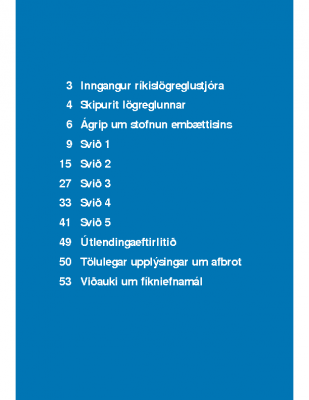 3 Inngangur ríkislögreglustjóra
4 Skipurit lögreglunnar
6 Ágrip um stofnun embættisins
9 Svið 1
15 Svið 2
27 Svið 3
33 Svið 4
41 Svið 5
49 Útlendingaeftirlitið
50 Tölulegar upplýsingar um afbrot
53 Viðauki um fíkniefnamál